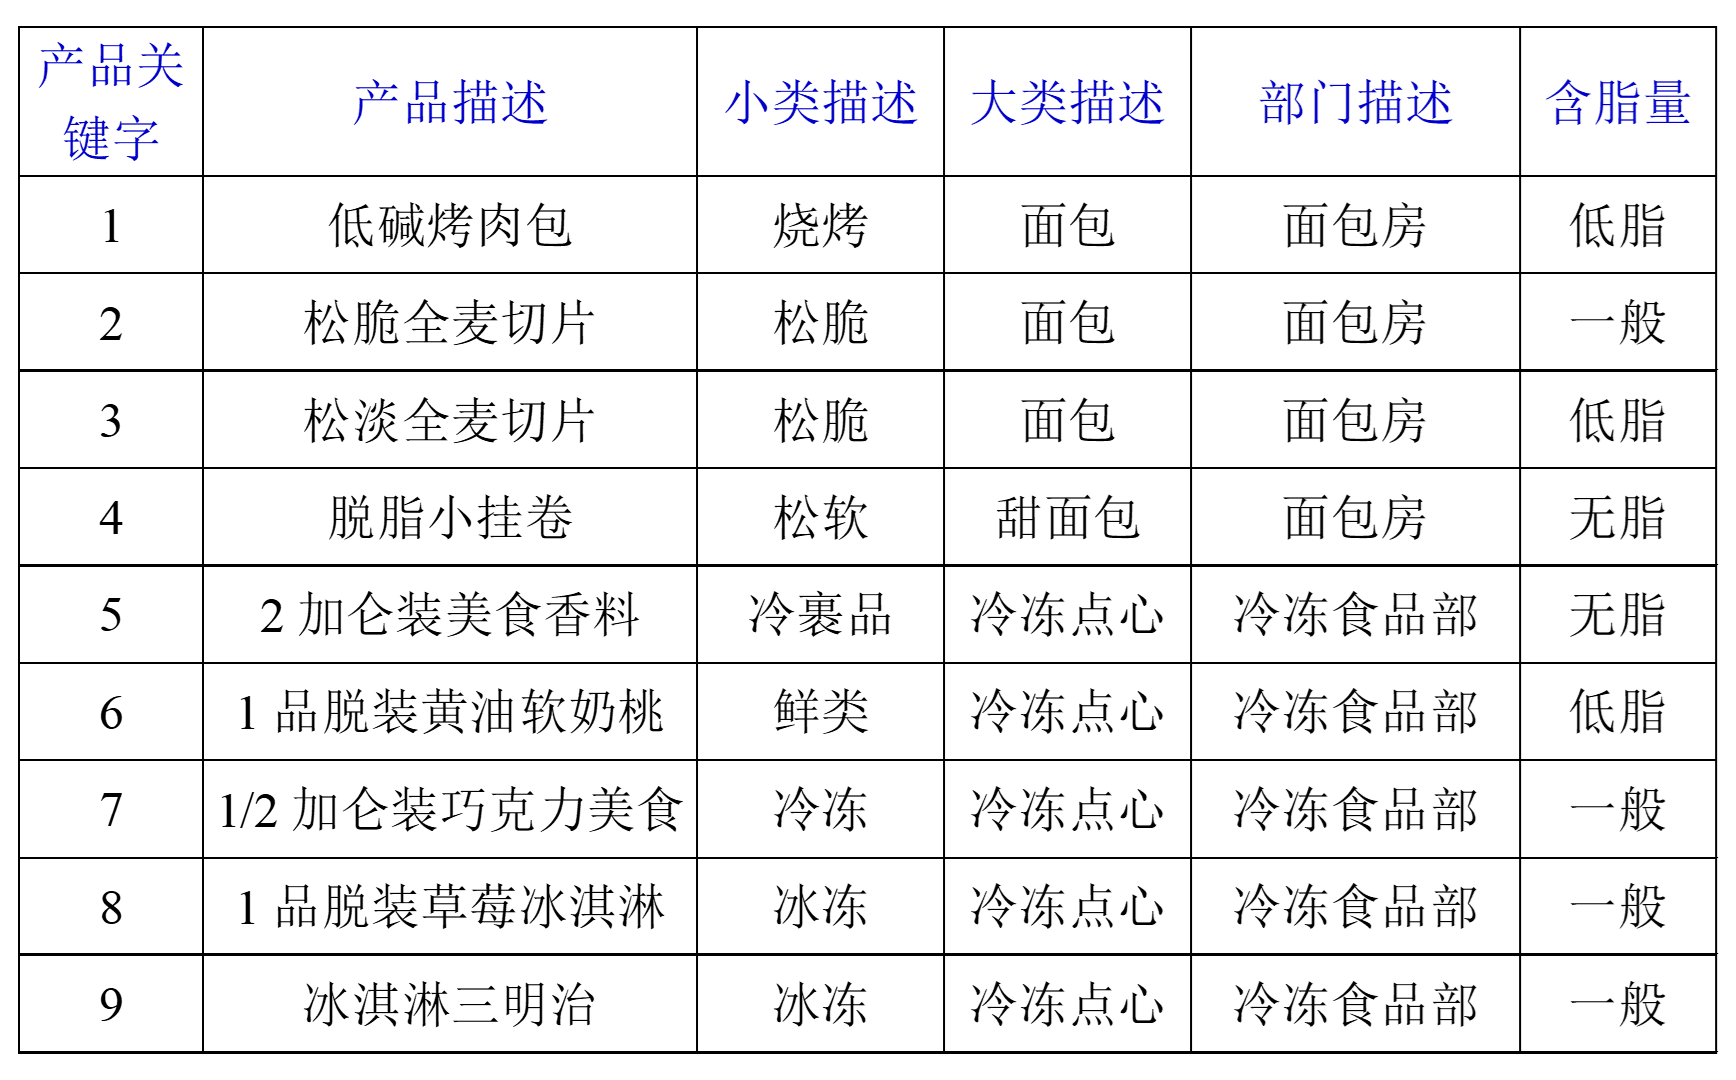 产品关键字 产品描述 小类描述 大类描述 部门描述 含脂量
1 低碱烤肉包 烧烤 面包 面包房 低脂
2 松脆全麦切片 松脆 面包 面包房 一般
3 松淡全麦切片 松脆 面包 面包房 低脂
4 脱脂小挂卷 松软 甜面包 面包房 无脂
5 2 加仑装美食香料 冷裹品 冷冻点心 冷冻食品部 无脂
6 1 品脱装黄油软奶桃 鲜类 冷冻点心 冷冻食品部 低脂
7 1/2 加仑装巧克力美食 冷冻 冷冻点心 冷冻食品部 一般
8 1 品脱装草莓冰淇淋 冰冻 冷冻点心 冷冻食品部 一般
9 冰淇淋三明治 冰冻 冷冻点心 冷冻食品部 一般